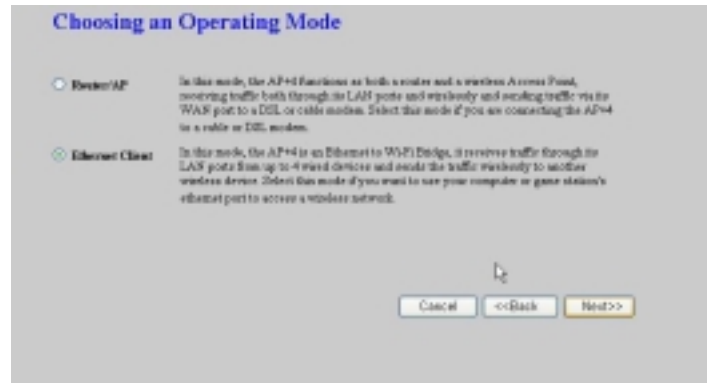 Choosing an Operating Mode
Router/AP
In this mode, the AP+4 functions as both a router and a wireless Access Point,
receiving traffic both through its LAN ports and wirelessly and sending traffic via its
WAN port to a DSL or cable modem. Select this mode if you are connecting the AP+4
to a cable or DSL modem.
Ethernet Client
In this mode, the AP+4 is an Ethernet to Wi-Fi Bridge, it receives traffic through its
LAN ports from up to 4 wired devices and sends the traffic wirelessly to another
wireless device. Select this mode if you want to use your computer or game station's
ethernet port to access a wireless network.
Cancel
<<Back
Next>>